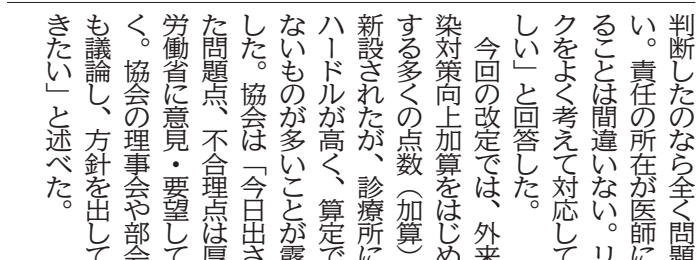 判断したのなら全く問題
い。責任の所在が医師に
ることは間違いない。リ
クをよく考えて対応して
しい」と回答した。
今回の改定では、外来
染対策向上加算をはじめ
する多くの点数（加算）
新設されたが、診療所に
ハードルが高く、算定で
ないものが多いことが露
した。協会は「今日出さ
た問題点、不合理点は厚
労働省に意見・要望して
く。協会の理事会や部会
も議論し、方針を出して
きたい」と述べた。